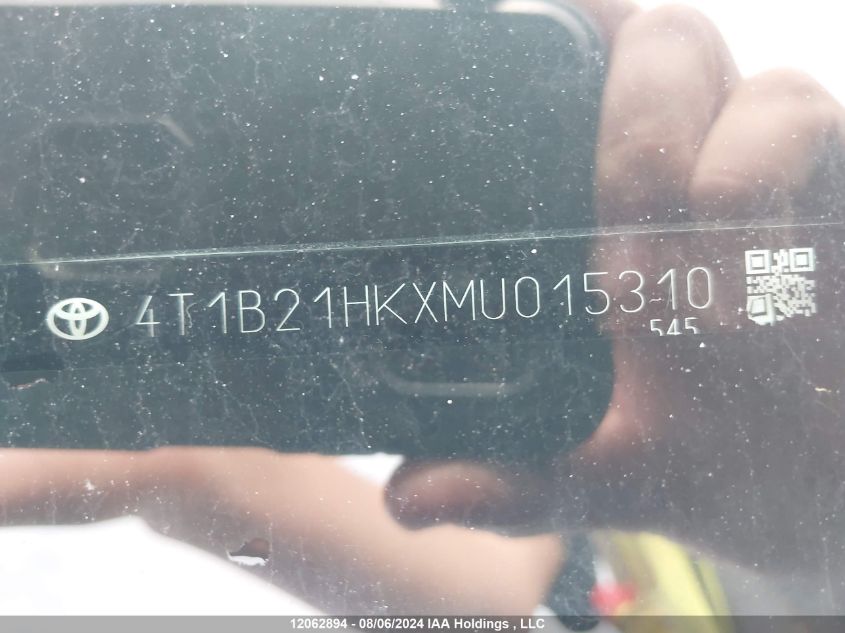 4T1B21HKXMU015310
545
12062894 - 08/06/2024 IAA Holdings , LLC